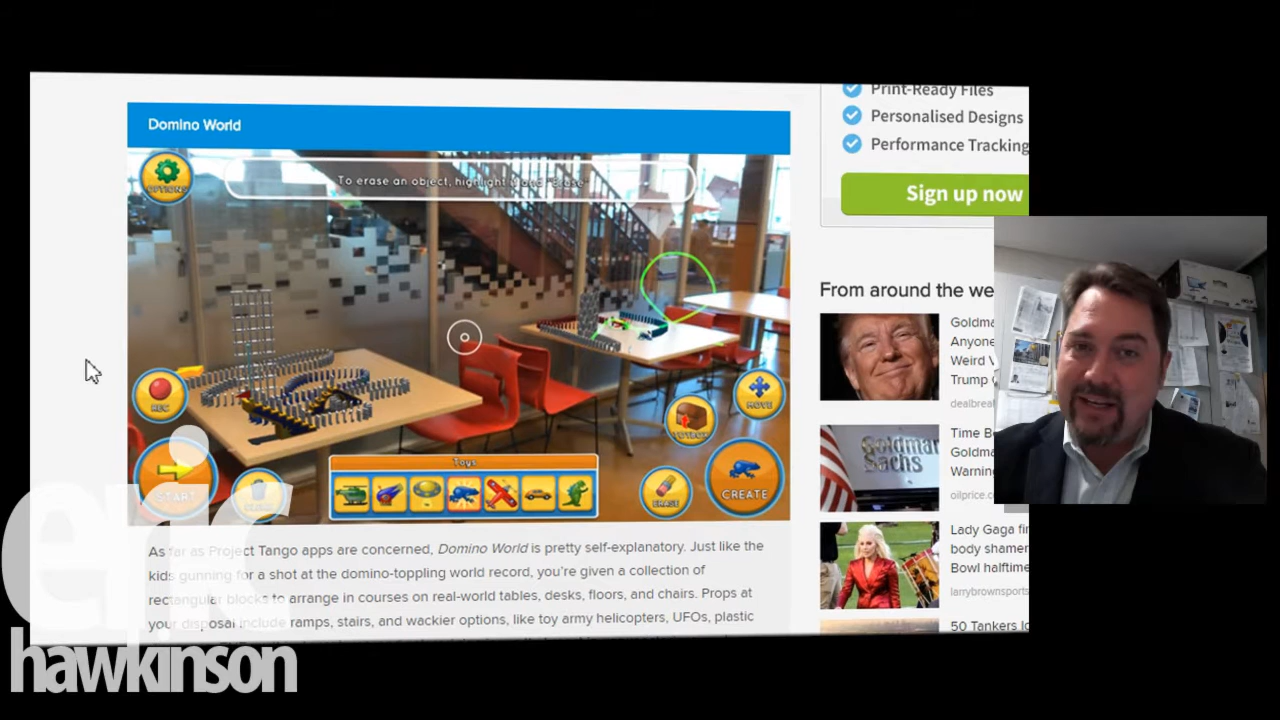 Domino World
OPTIONS
To erase an object, highlight it and "Erase"
REC
MOVE
START
Toys
ERASE
CREATE
As far as Project Tango apps are concerned, Domino World is pretty self-explanatory. Just like the
kids gunning for a shot at the domino-toppling world record, you're given a collection of
rectangular blocks to arrange in courses on real-world tables, desks, floors, and chairs. Props at
your disposal include ramps, stairs, and wackier options, like toy army helicopters, UFOs, plastic
Print-Ready Files
Personalised Designs
Performance Tracking
Sign up now
From around the we
Goldma
Anyone
Weird V
Trump
dealbrea
Goldman
Sachs
Time B
Goldma
Warnin
oilprice.c
Lady Gaga fir
body shamer
Bowl halftime
larrybrownsports
50 Tankers lo
eric
hawkinson